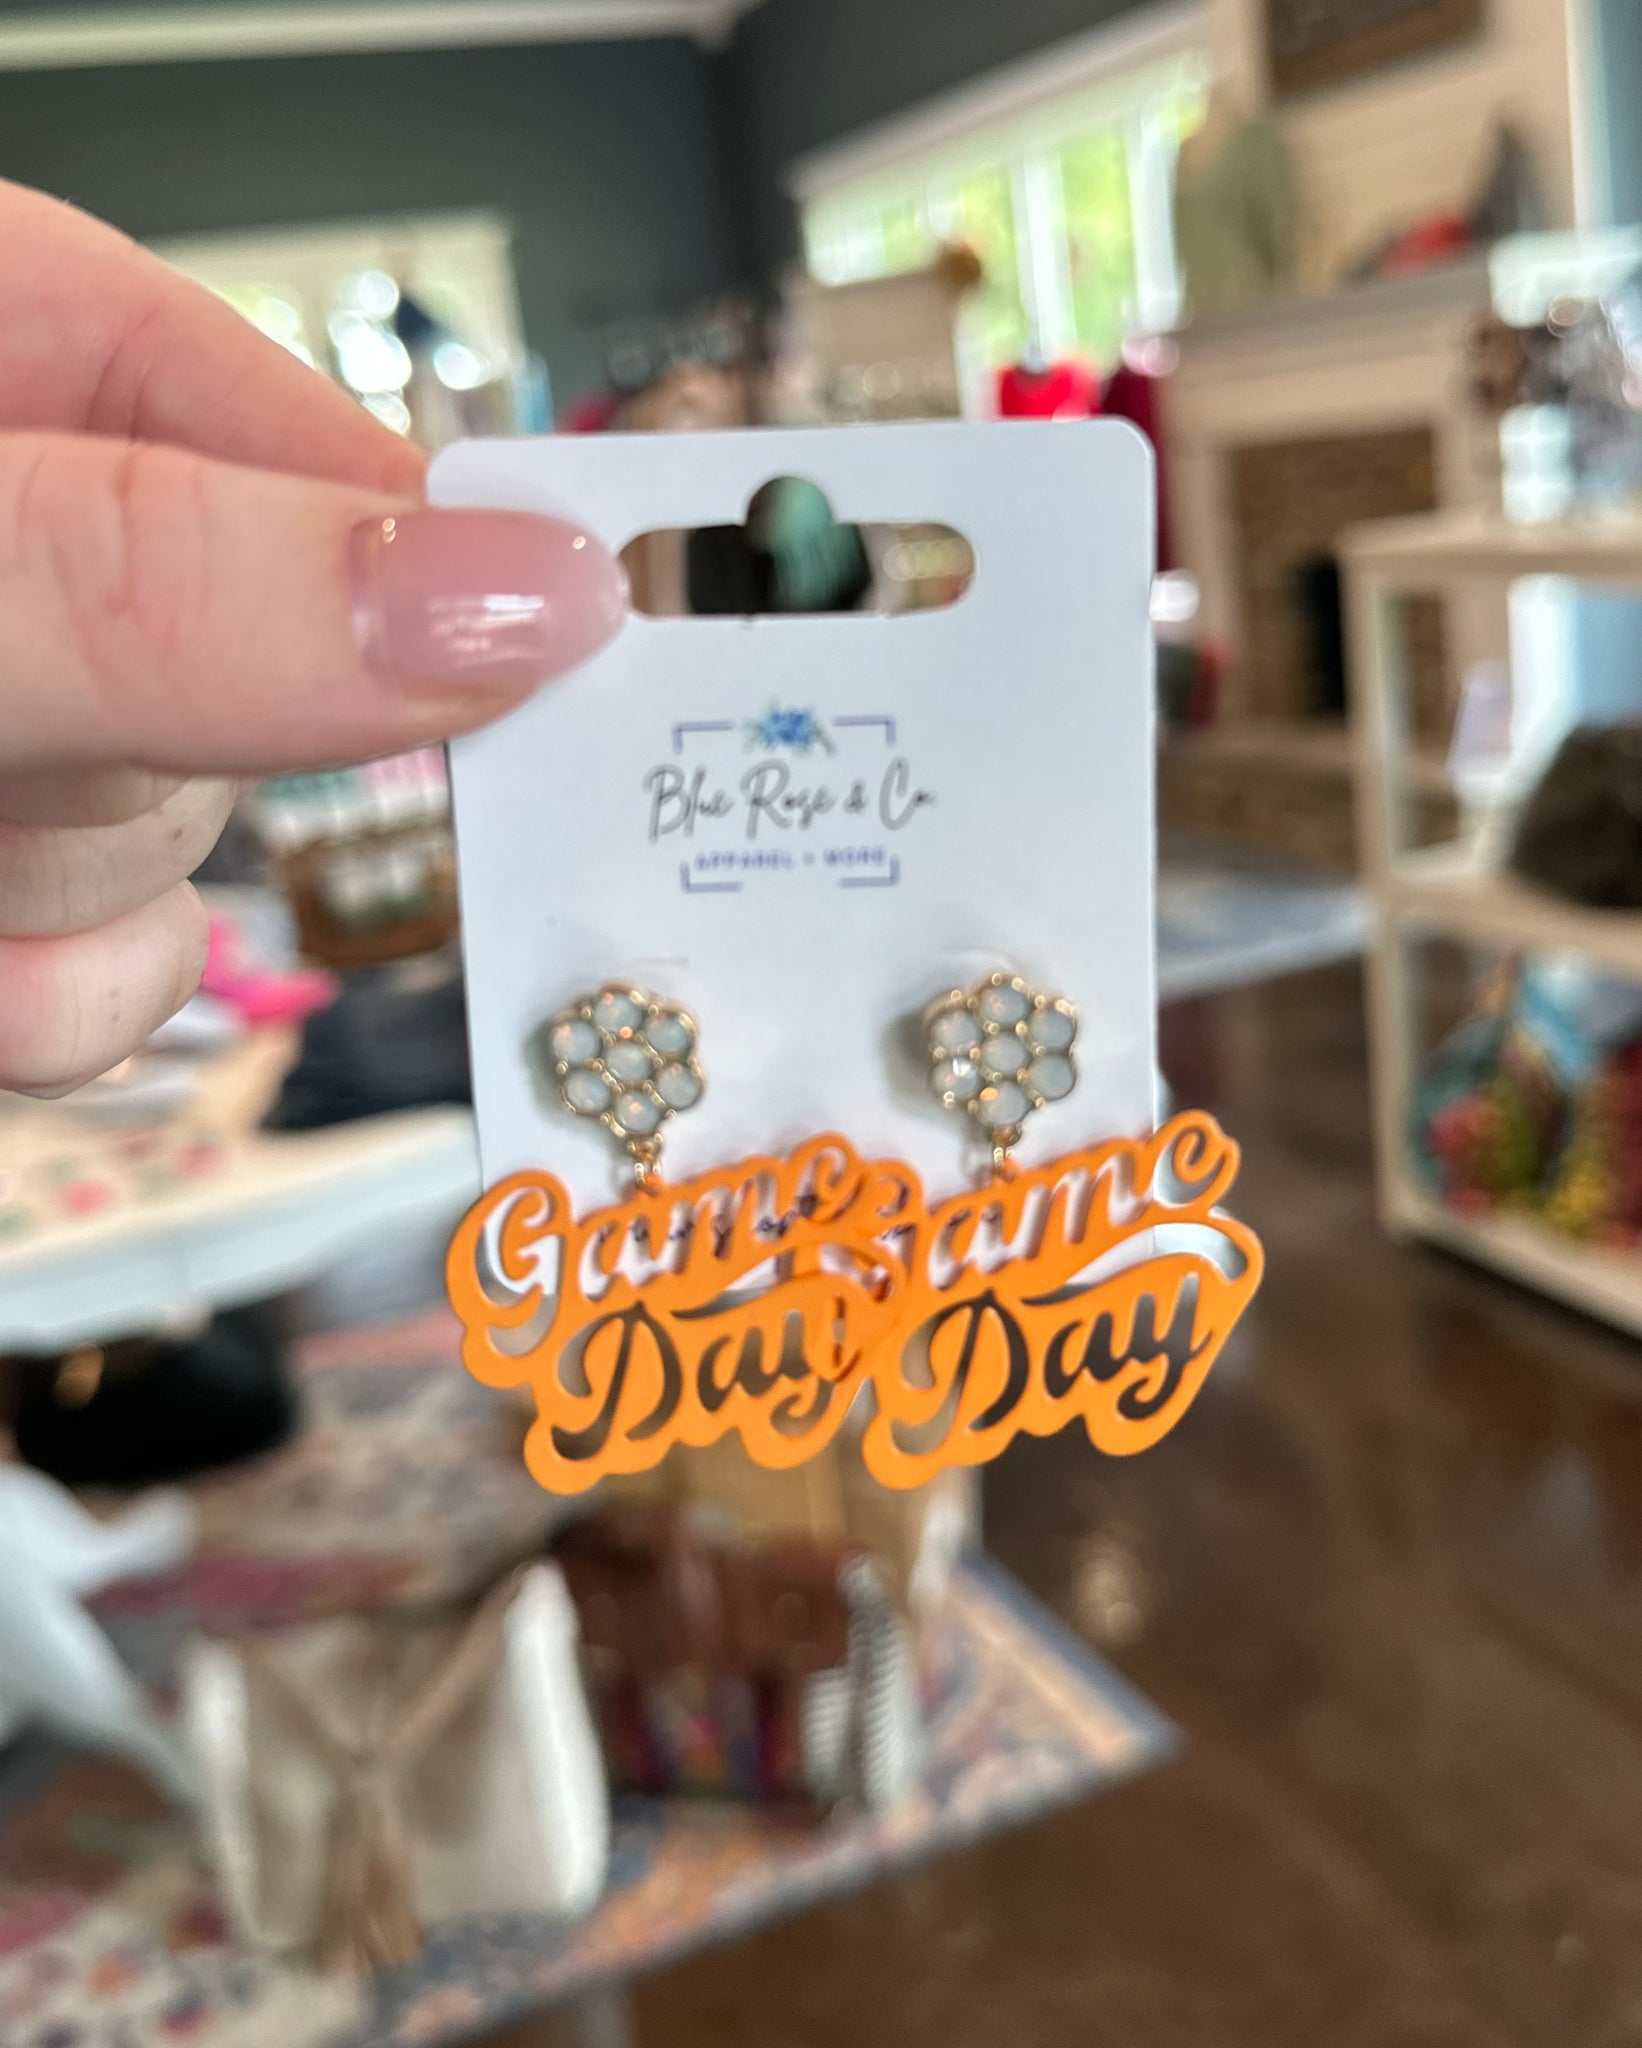 Blue Rose & Co.
APPAREL + MORE
Game Game
Day Day